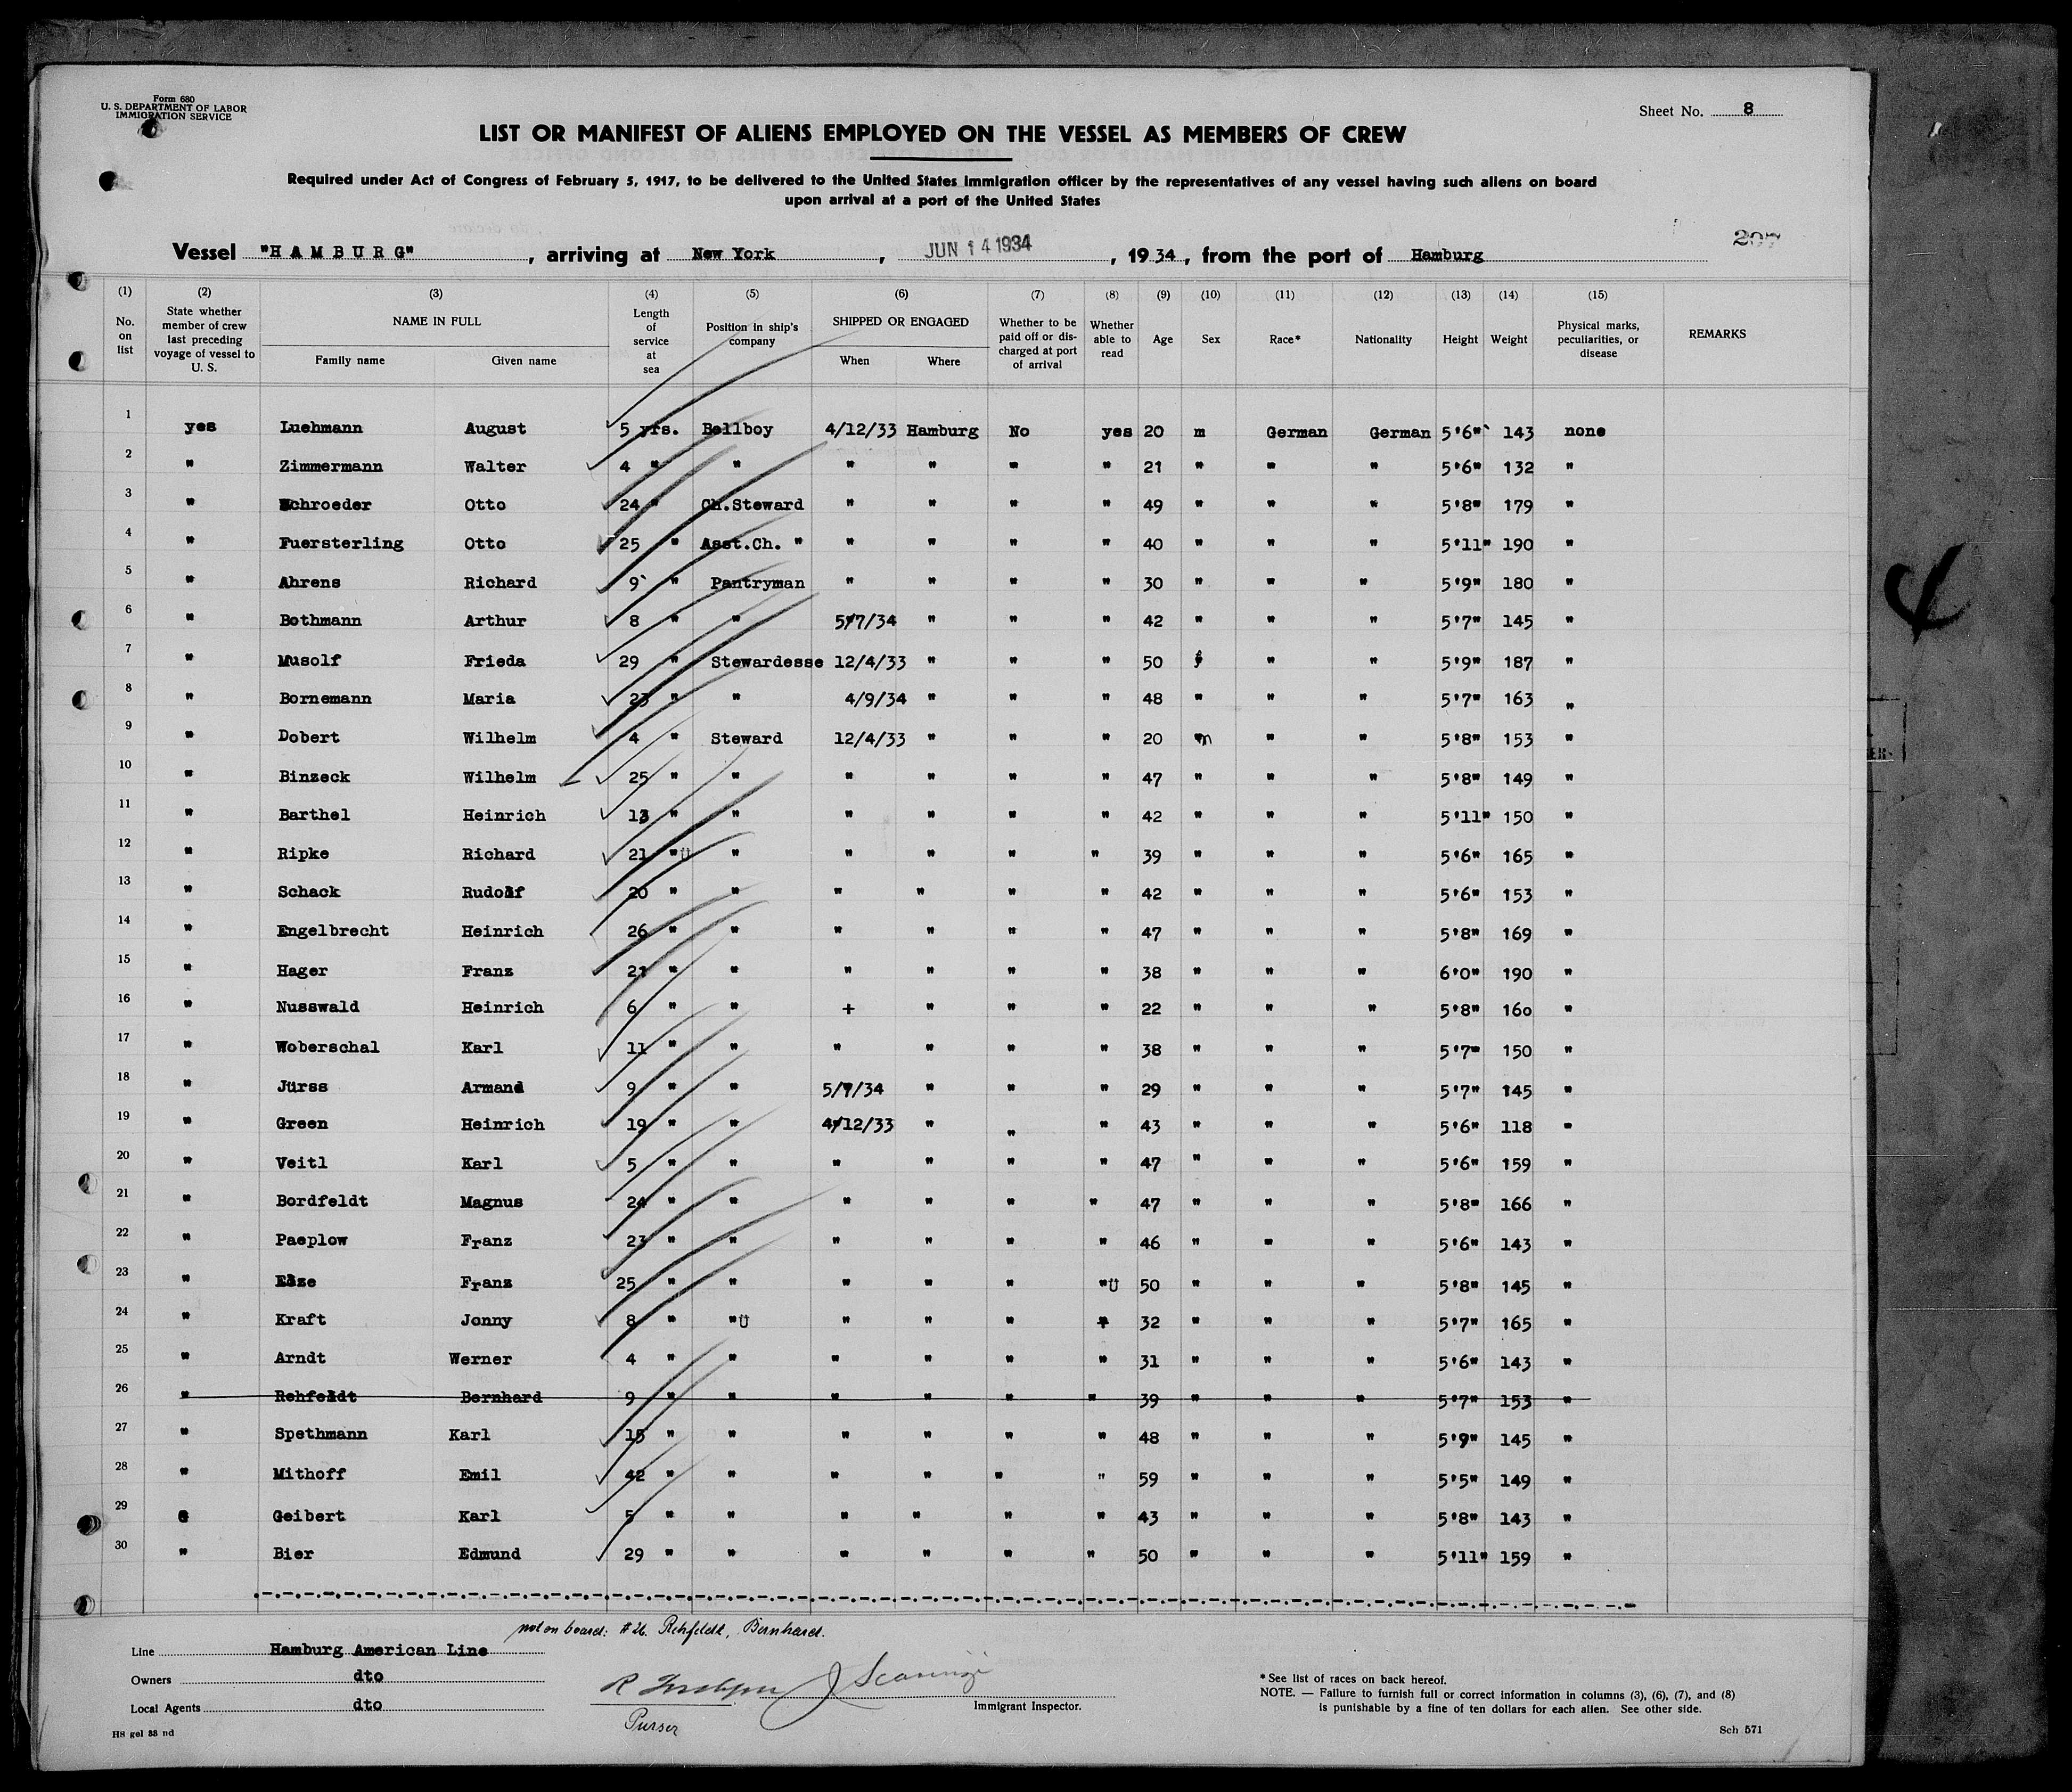 Form 680
U. S. DEPARTMENT OF LABOR
IMMIGRATION SERVICE
Sheet No. 8
LIST OR MANIFEST OF ALIENS EMPLOYED ON THE VESSEL AS MEMBERS OF CREW
Required under Act of Congress of February 5, 1917, to be delivered to the United States Immigration officer by the representatives of any vessel having such aliens on board
upon arrival at a port of the United States
207
Vessel "H A M B U R G" , arriving at New York , JUN 14 1934 , 19 34 , from the port of Hamburg
(1) No. on list (2) State whether member of crew last preceding voyage of vessel to U. S. (3) NAME IN FULL Family name Given name (4) Length of service at sea (5) Position in ship's company (6) SHIPPED OR ENGAGED When Where (7) Whether to be paid off or discharged at port of arrival (8) Whether able to read (9) Age (10) Sex (11) Race* (12) Nationality (13) Height (14) Weight (15) Physical marks, peculiarities, or disease REMARKS
1 yes Luehmann August 5 yrs. Bellboy 4/12/33 Hamburg No yes 20 m German German 5'6" 143 none
2 " Zimmermann Walter 4 " " " " " " 21 " " " 5'6" 132 "
3 " Schroeder Otto 24 " Ch.Steward " " " " 49 " " " 5'8" 179 "
4 " Fuersterling Otto 25 " Asst.Ch. " " " " " 40 " " " 5'11" 190 "
5 " Ahrens Richard 9 " Pantryman " " " " 30 " " " 5'9" 180 "
6 " Bothmann Arthur 8 " " 5/7/34 " " " 42 " " " 5'7" 145 "
7 " Musolf Frieda 29 " Stewardesse 12/4/33 " " " 50 f " " 5'9" 187 "
8 " Bornemann Maria 23 " " 4/9/34 " " " 48 " " " 5'7" 163 "
9 " Dobert Wilhelm 4 " Steward 12/4/33 " " " 20 m " " 5'8" 153 "
10 " Binzeck Wilhelm 25 " " " " " " 47 " " " 5'8" 149 "
11 " Barthel Heinrich 13 " " " " " " 42 " " " 5'11" 150 "
12 " Ripke Richard 21 "Ü " " " " " 39 " " " 5'6" 165 "
13 " Schack Rudolf 20 " " " " " " 42 " " " 5'6" 153 "
14 " Engelbrecht Heinrich 26 " " " " " " 47 " " " 5'8" 169 "
15 " Hager Franz 21 " " " " " " 38 " " " 6'0" 190 "
16 " Nusswald Heinrich 6 " " + " " " 22 " " " 5'8" 16o "
17 " Woberschal Karl 11 " " " " " " 38 " " " 5'7" 150 "
18 " Jürss Armand 9 " " 5/7/34 " " " 29 " " " 5'7" 145 "
19 " Green Heinrich 19 " " 4/12/33 " " " 43 " " " 5'6" 118 "
20 " Veitl Karl 5 " " " " " " 47 " " " 5'6" 159 "
21 " Bordfeldt Magnus 24 " " " " " " 47 " " " 5'8" 166 "
22 " Paeplow Franz 23 " " " " " " 46 " " " 5'6" 143 "
23 " Franz 25 " " " " " "Ü 50 " " " 5'8" 145 "
24 " Kraft Jonny 8 " "Ü " " " " 32 " " " 5'7" 165 "
25 " Arndt Werner 4 " " " " " " 31 " " " 5'6" 143 "
26 " Rehfeldt Bernhard 9 " " " " " " 39 " " " 5'7" 153 "
27 " Spethmann Karl 15 " " " " " " 48 " " " 5'9" 145 "
28 " Mithoff Emil 42 " " " " " " 59 " " " 5'5" 149 "
29 " Geibert Karl 5 " " " " " " 43 " " " 5'8" 143 "
30 " Bier Edmund 29 " " " " " " 50 " " " 5'11" 159 "
not on board: #26. Rehfeldt, Bernhard.
Line Hamburg American Line
Owners dto
Local Agents dto
Purser
Immigrant Inspector.
* See list of races on back hereof.
NOTE. — Failure to furnish full or correct information in columns (3), (6), (7), and (8)
is punishable by a fine of ten dollars for each alien. See other side.
HS gel 33 nd
Sch 571